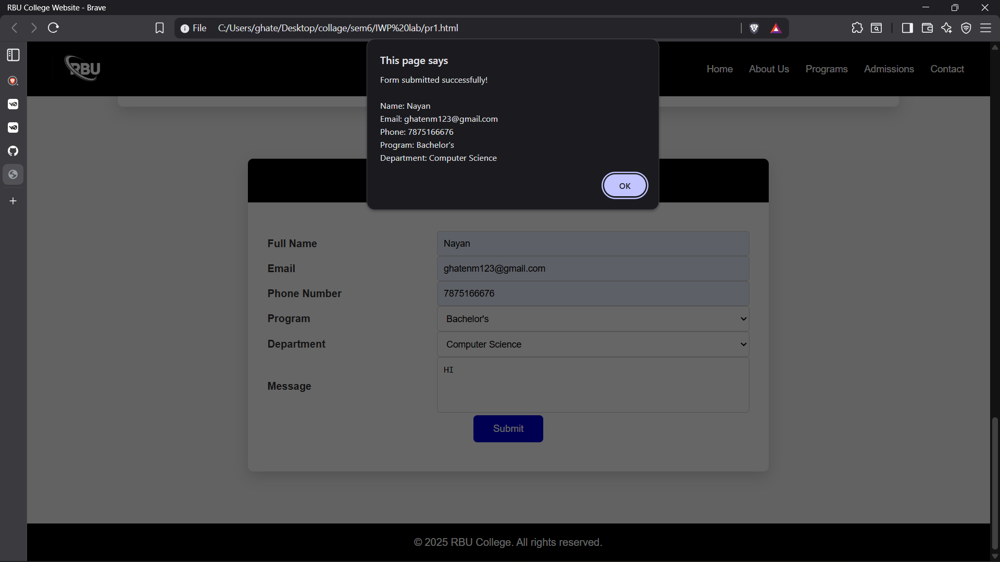 RBU College Website - Brave
File C:/Users/ghate/Desktop/collage/sem6/IWP%20lab/pr1.html
RBU
Home About Us Programs Admissions Contact
This page says
Form submitted successfully!
Name: Nayan
Email: ghatenm123@gmail.com
Phone: 7875166676
Program: Bachelor's
Department: Computer Science
OK
Full Name Nayan
Email ghatenm123@gmail.com
Phone Number 7875166676
Program Bachelor's
Department Computer Science
Message HI
Submit
© 2025 RBU College. All rights reserved.